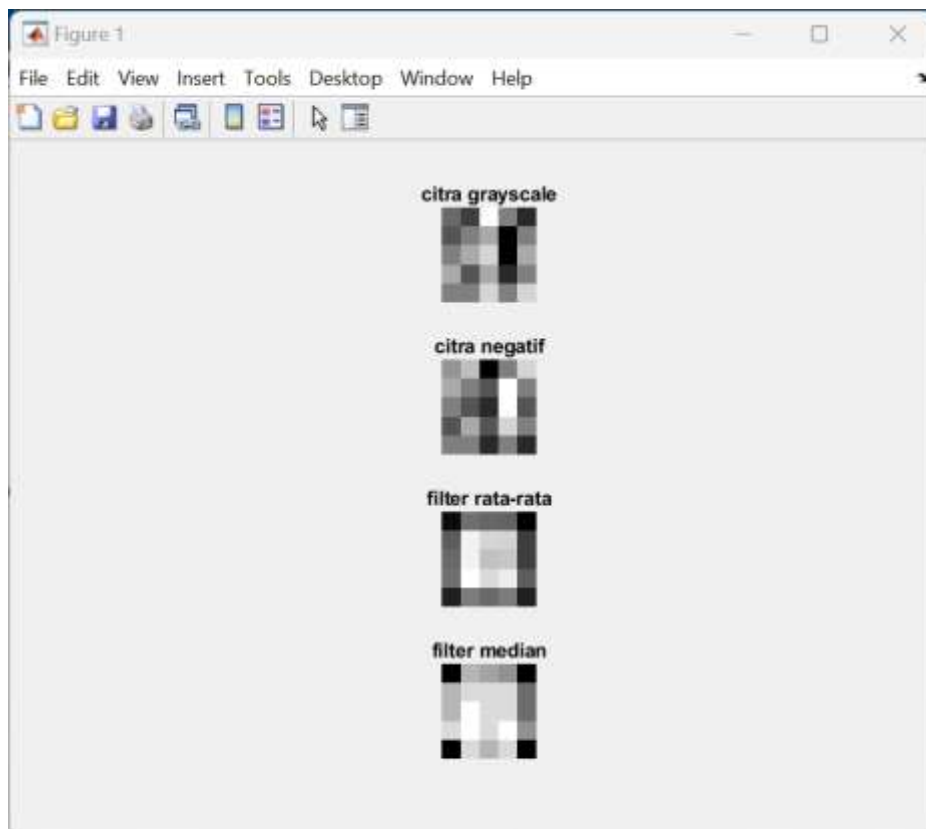 Figure 1
File Edit View Insert Tools Desktop Window Help
citra grayscale
citra negatif
filter rata-rata
filter median